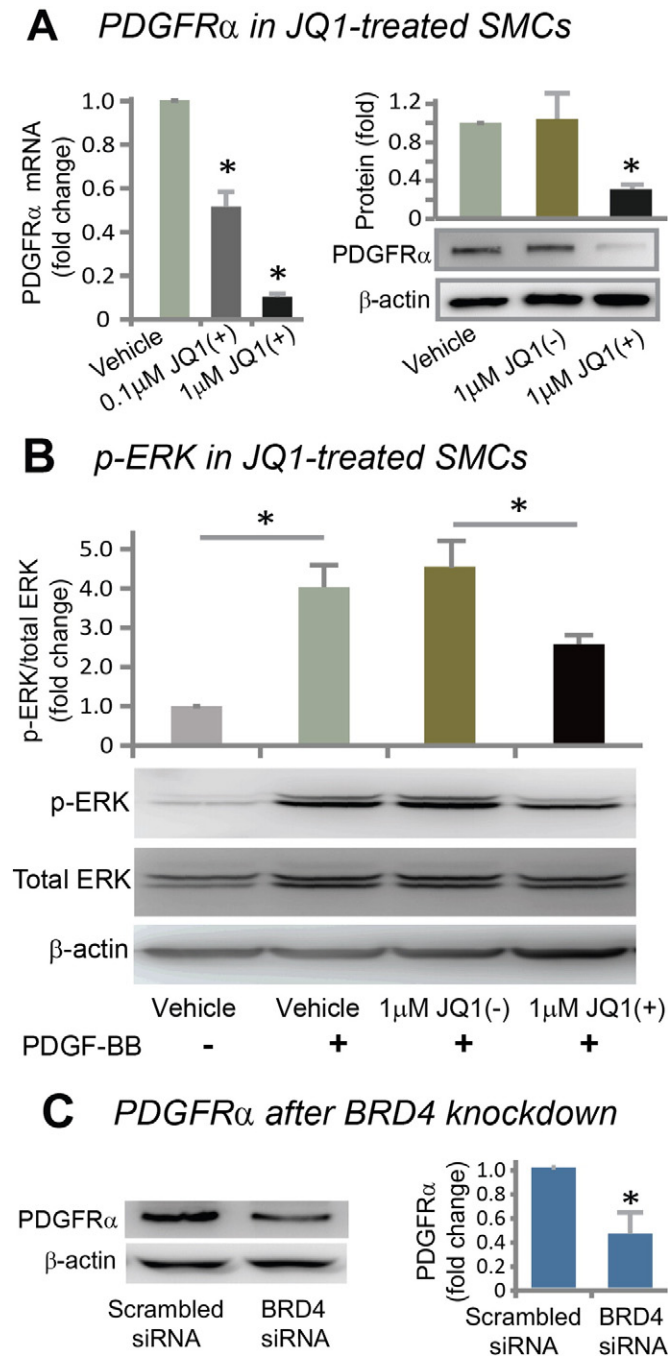 A PDGFRα in JQ1-treated SMCs
PDGFRα mRNA
(fold change)
1.0
0.8
0.6
0.4
0.2
0
*
*
Vehicle
0.1μM JQ1(+)
1μM JQ1(+)
Protein (fold)
1.2
0.8
0.4
0
*
PDGFRα
β-actin
Vehicle
1μM JQ1(-)
1μM JQ1(+)
B p-ERK in JQ1-treated SMCs
p-ERK/total ERK
(fold change)
5.0
4.0
3.0
2.0
1.0
0
*
*
p-ERK
Total ERK
β-actin
Vehicle Vehicle 1μM JQ1(-) 1μM JQ1(+)
PDGF-BB - + + +
C PDGFRα after BRD4 knockdown
PDGFRα
β-actin
Scrambled BRD4
siRNA siRNA
PDGFRα
(fold change)
1.0
0.8
0.6
0.4
0.2
0
*
Scrambled BRD4
siRNA siRNA